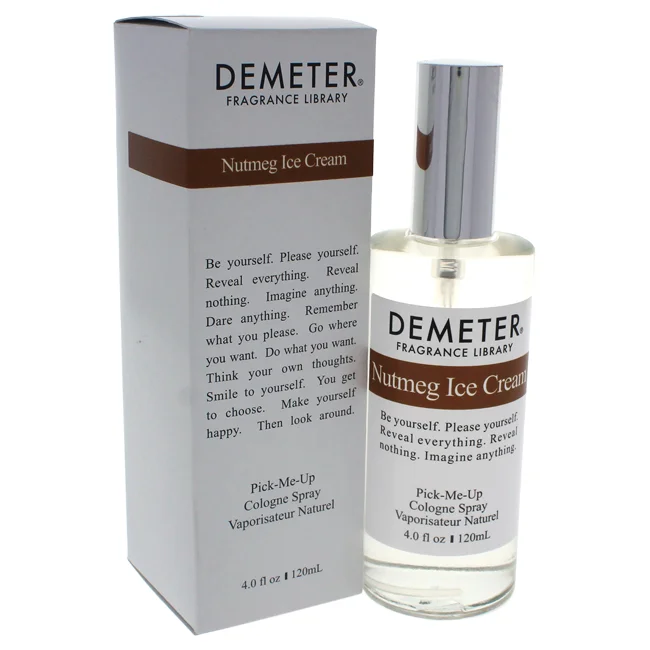 DEMETER®
FRAGRANCE LIBRARY
Nutmeg Ice Cream
Be yourself. Please yourself.
Reveal everything. Reveal
nothing. Imagine anything.
Dare anything. Remember
what you please. Go where
you want. Do what you want.
Think your own thoughts.
Smile to yourself. You get
to choose. Make yourself
happy. Then look around.
Pick-Me-Up
Cologne Spray
Vaporisateur Naturel
4.0 fl oz 120mL
DEMETER®
FRAGRANCE LIBRARY
Nutmeg Ice Cream
Be yourself. Please yourself.
Reveal everything. Reveal
nothing. Imagine anything.
Pick-Me-Up
Cologne Spray
Vaporisateur Naturel
4.0 fl oz 120mL